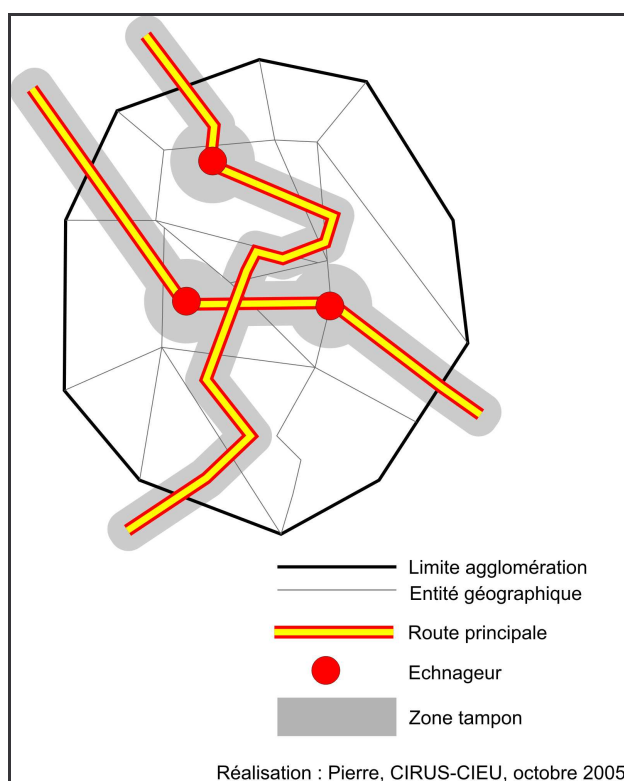 Limite agglomération
Entité géographique
Route principale
Echnageur
Zone tampon
Réalisation : Pierre, CIRUS-CIEU, octobre 2005